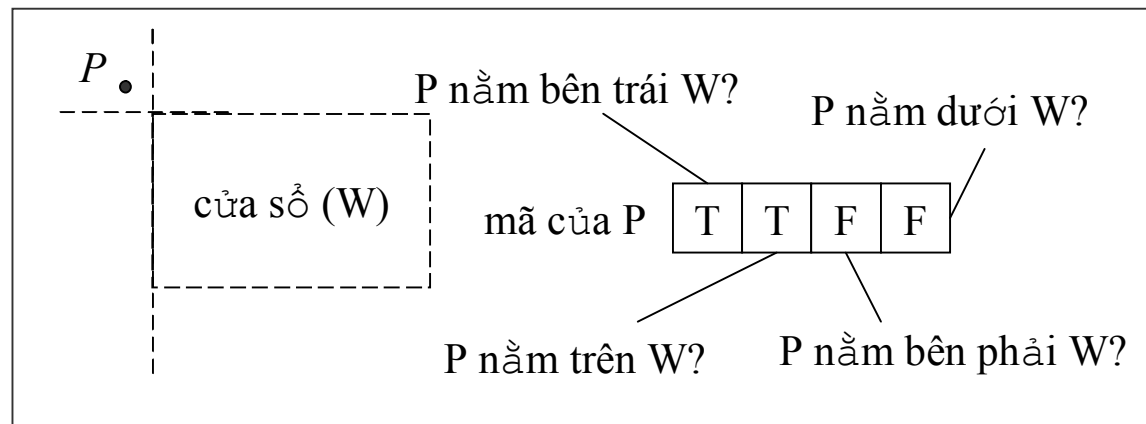 P
P nằm bên trái W?
P nằm dưới W?
cửa sổ (W)
mã của P
T T F F
P nằm trên W?
P nằm bên phải W?